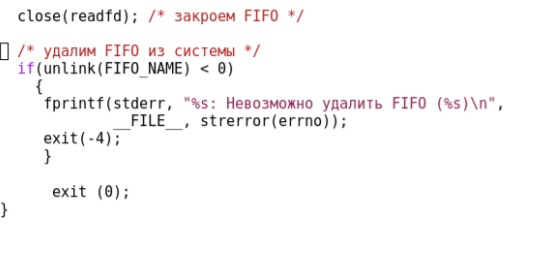 close(readfd); /* закроем FIFO */
/* удалим FIFO из системы */
if(unlink(FIFO_NAME) < 0)
{
fprintf(stderr, "%s: Невозможно удалить FIFO (%s)\n",
__FILE__, strerror(errno));
exit(-4);
}
exit (0);
}